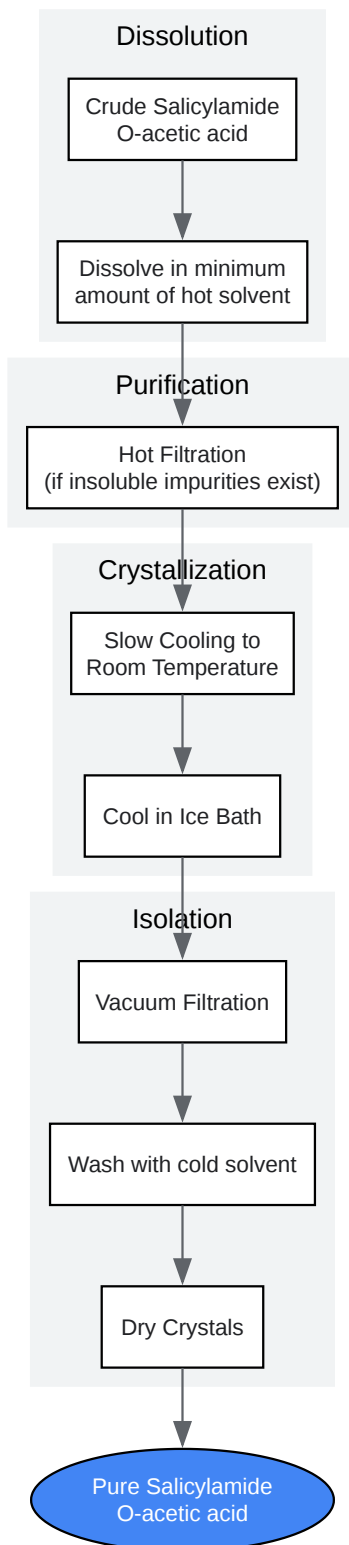 Dissolution
Crude Salicylamide
O-acetic acid
Dissolve in minimum
amount of hot solvent
Purification
Hot Filtration
(if insoluble impurities exist)
Crystallization
Slow Cooling to
Room Temperature
Cool in Ice Bath
Isolation
Vacuum Filtration
Wash with cold solvent
Dry Crystals
Pure Salicylamide
O-acetic acid